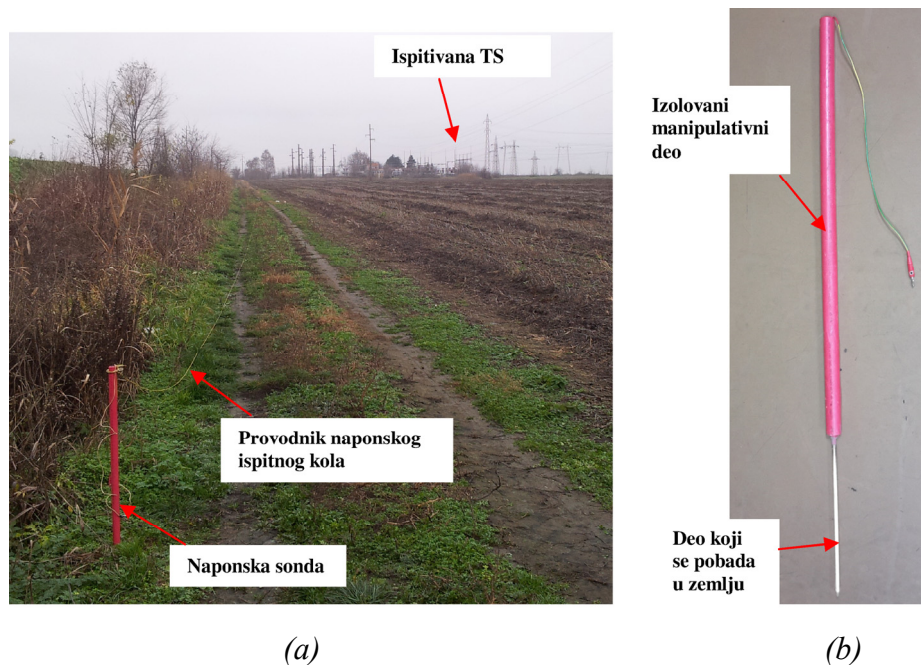 Ispitivana TS
Izolovani
manipulativni
deo
Provodnik naponskog
ispitnog kola
Naponska sonda
Deo koji
se pobada
u zemlju
(a)
(b)